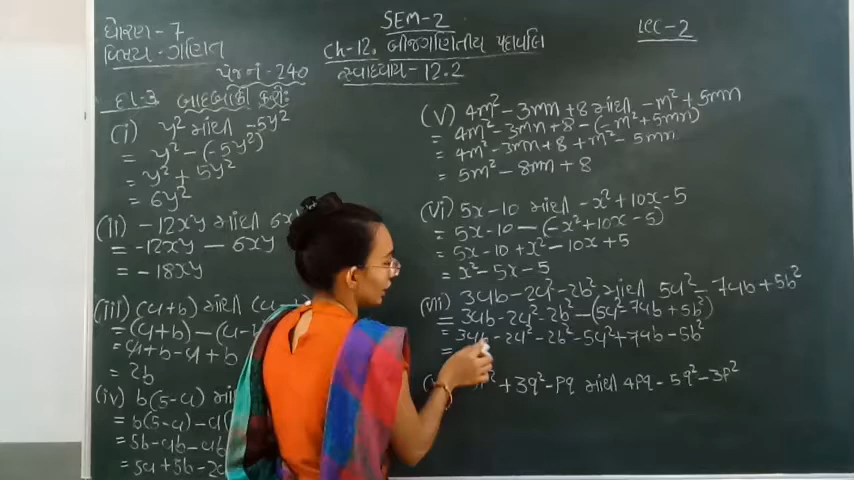 ધોરણ - 7
વિષય - ગણિત
SEM-2
Ch-12. બીજગણિતીય પદાવલિ
સ્વાધ્યાય - 12.2
LEC-2
પેજ નં - 240
દા.3 બાદબાકી કરો:
(i) y² માંથી -5y²
= y² - (-5y²)
= y² + 5y²
= 6y²
(ii) -12xy માંથી 6x
= -12xy - 6xy
= -18xy
(iii) (a+b) માંથી (a-
= (a+b) - (a-
= a+b-a+b
= 2b
(iv) b(5-a)
= b(5-a) - a(
= 5b-ab-
= 5a+5b-2a
(v) 4m² - 3mn + 8 માંથી -m² + 5mn
= 4m² - 3mn + 8 - (-m² + 5mn)
= 4m² - 3mn + 8 + m² - 5mn
= 5m² - 8mn + 8
(vi) 5x - 10 માંથી -x² + 10x - 5
= 5x - 10 - (-x² + 10x - 5)
= 5x - 10 + x² - 10x + 5
= x² - 5x - 5
(vii) 3ab - 2a² - 2b² માંથી 5a² - 7ab + 5b²
= 3ab - 2a² - 2b² - (5a² - 7ab + 5b²)
= 3ab - 2a² - 2b² - 5a² + 7ab - 5b²
=
² + 3q² - pq માંથી 4pq - 5q² - 3p²